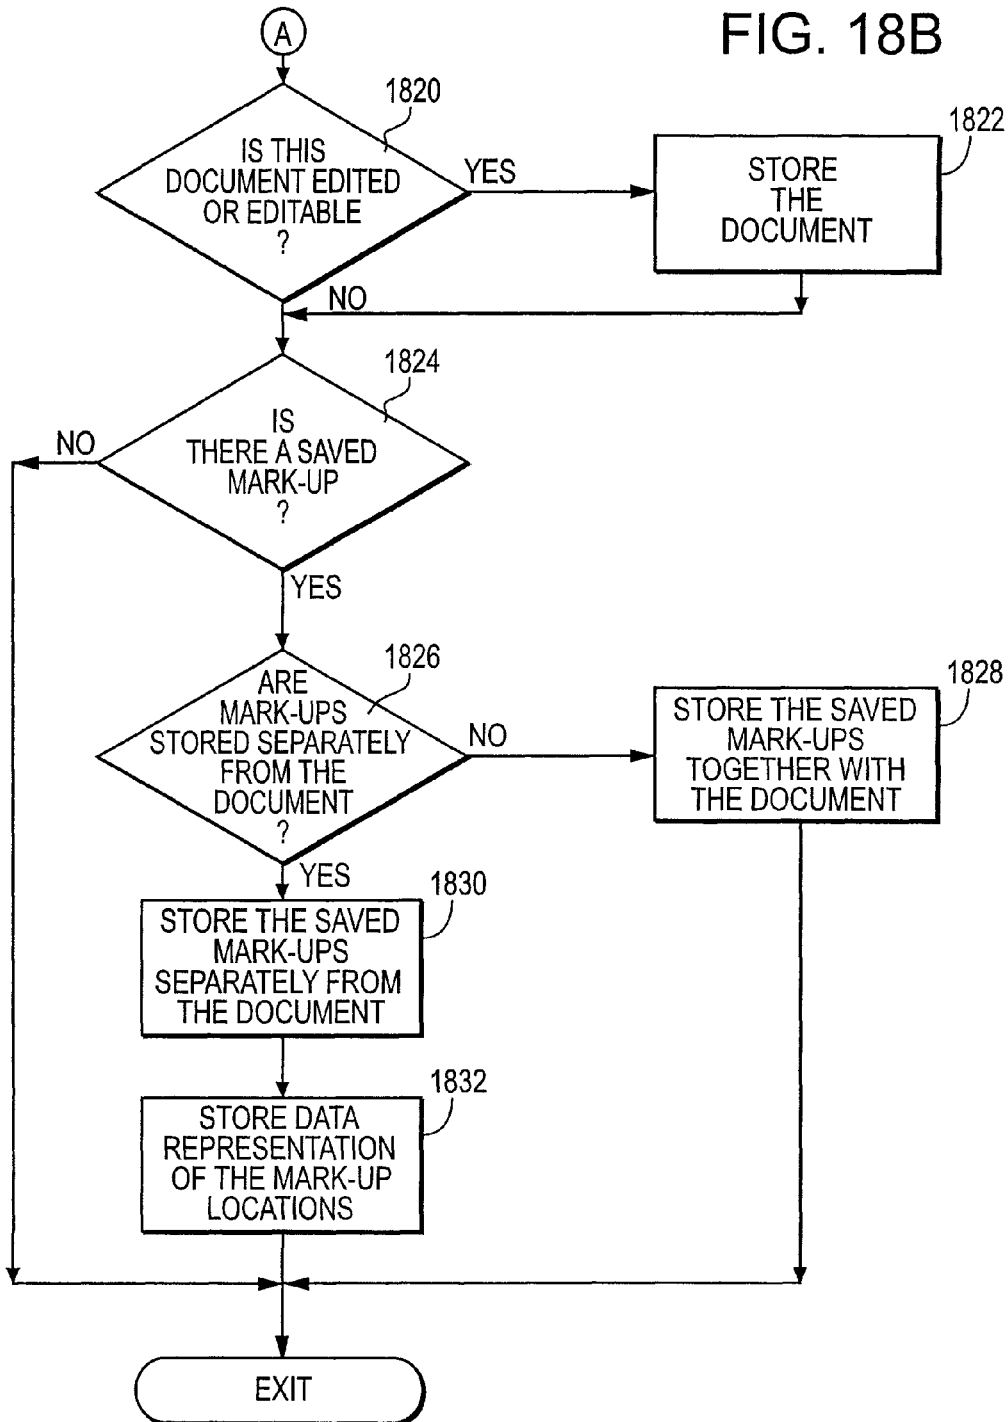 FIG. 18B
A
1820
IS THIS
DOCUMENT EDITED
OR EDITABLE
?
YES
1822
STORE
THE
DOCUMENT
NO
1824
IS
THERE A SAVED
MARK-UP
?
NO
YES
1826
ARE
MARK-UPS
STORED SEPARATELY
FROM THE
DOCUMENT
?
NO
1828
STORE THE SAVED
MARK-UPS
TOGETHER WITH
THE DOCUMENT
YES
1830
STORE THE SAVED
MARK-UPS
SEPARATELY FROM
THE DOCUMENT
1832
STORE DATA
REPRESENTATION
OF THE MARK-UP
LOCATIONS
EXIT